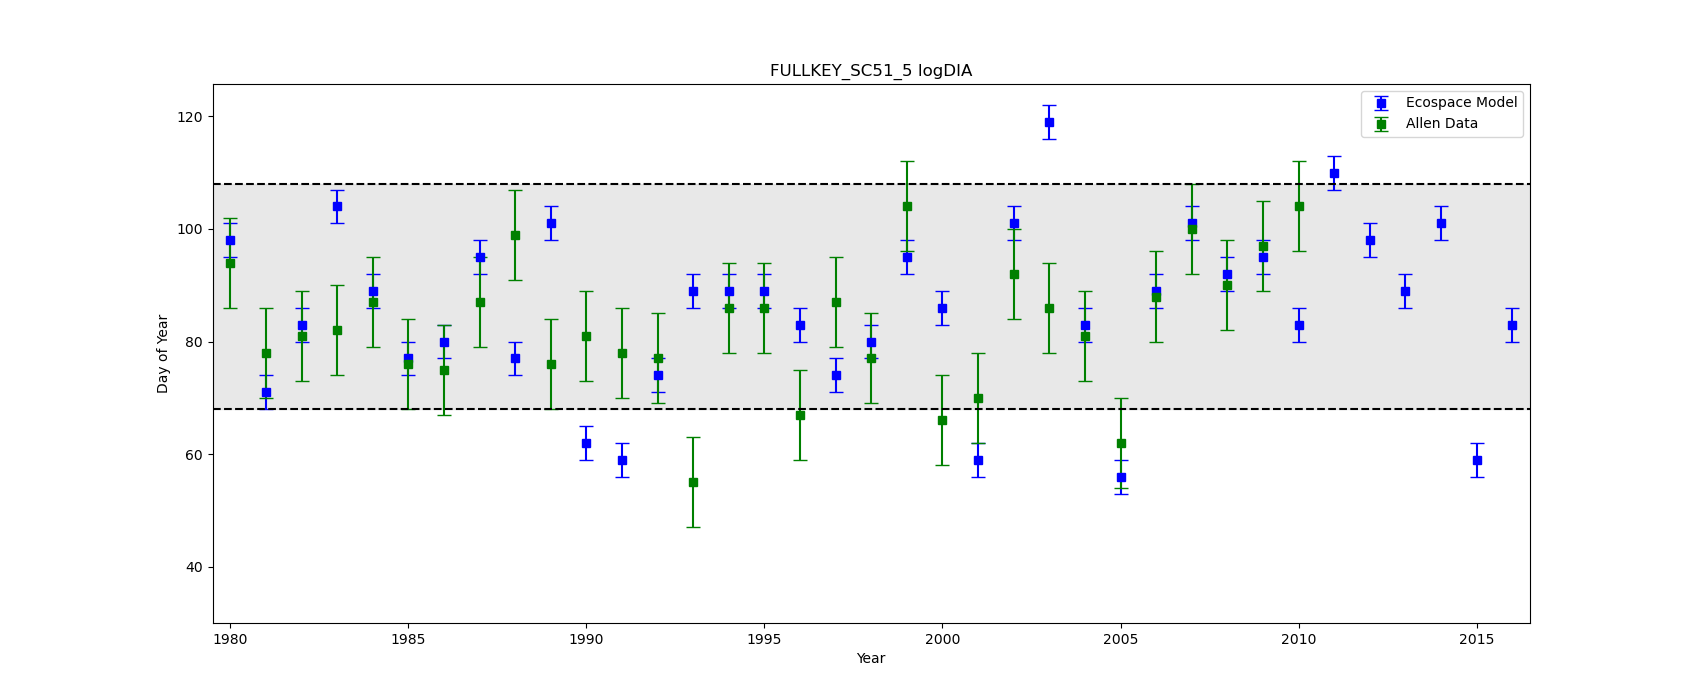 FULLKEY_SC51_5 logDIA
Ecospace Model
Allen Data
Day of Year
120
100
80
60
40
1980 1985 1990 1995 2000 2005 2010 2015
Year